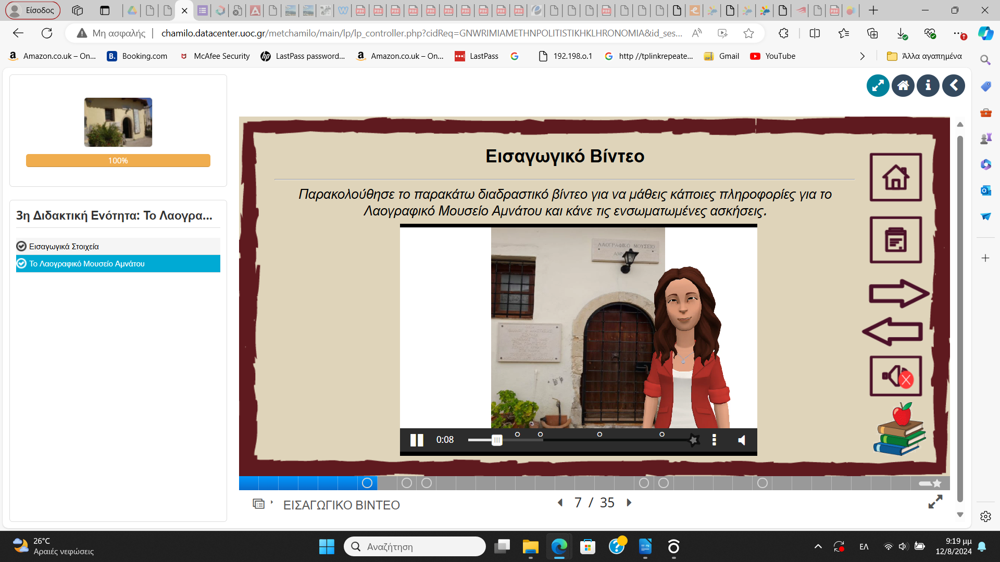 Είσοδος
Μη ασφαλής
chamilo.datacenter.uoc.gr/metchamilo/main/lp/lp_controller.php?cidReq=GNWRIMIAMETHNPOLITISTIKHKLHRONOMIA&id_ses...
Amazon.co.uk – On...
Booking.com
McAfee Security
LastPass password...
Amazon.co.uk – On...
LastPass
192.198.o.1
http //tplinkrepeate...
Gmail
YouTube
Άλλα αγαπημένα
100%
3η Διδακτική Ενότητα: Το Λαογρα...
Εισαγωγικά Στοιχεία
Το Λαογραφικό Μουσείο Αμνάτου
Εισαγωγικό Βίντεο
Παρακολούθησε το παρακάτω διαδραστικό βίντεο για να μάθεις κάποιες πληροφορίες για το
Λαογραφικό Μουσείο Αμνάτου και κάνε τις ενσωματωμένες ασκήσεις.
ΛΑΟΓΡΑΦΙΚΟ ΜΟΥΣΕΙΟ
0:08
ΕΙΣΑΓΩΓΙΚΟ ΒΙΝΤΕΟ
7 / 35
26°C
Αραιές νεφώσεις
Αναζήτηση
ΕΛ
9:19 μμ
12/8/2024